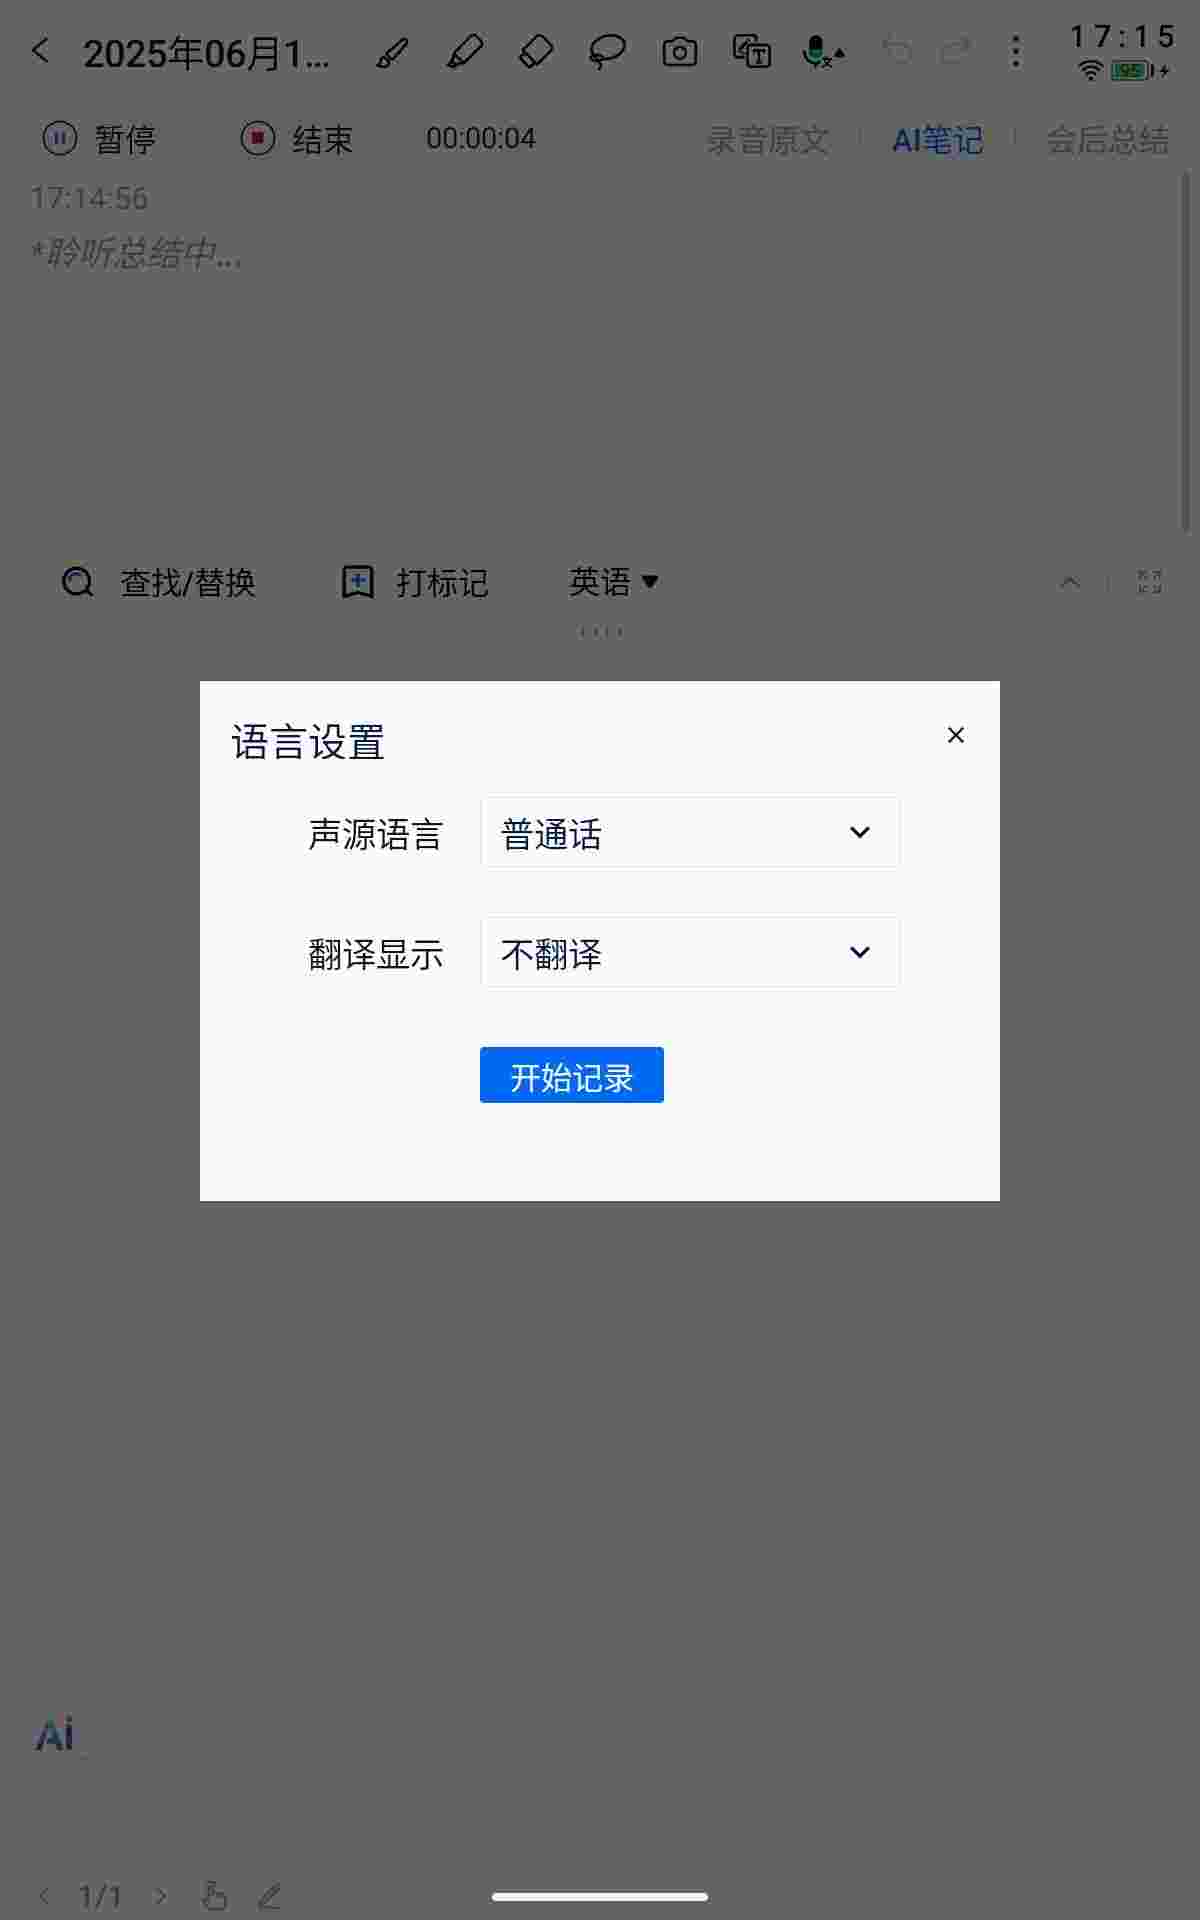 2025年06月1...
17:15
95
暂停
结束
00:00:04
录音原文
AI笔记
会后总结
17:14:56
*聆听总结中...
查找/替换
打标记
英语
语言设置
声源语言
普通话
翻译显示
不翻译
开始记录
Ai
1/1